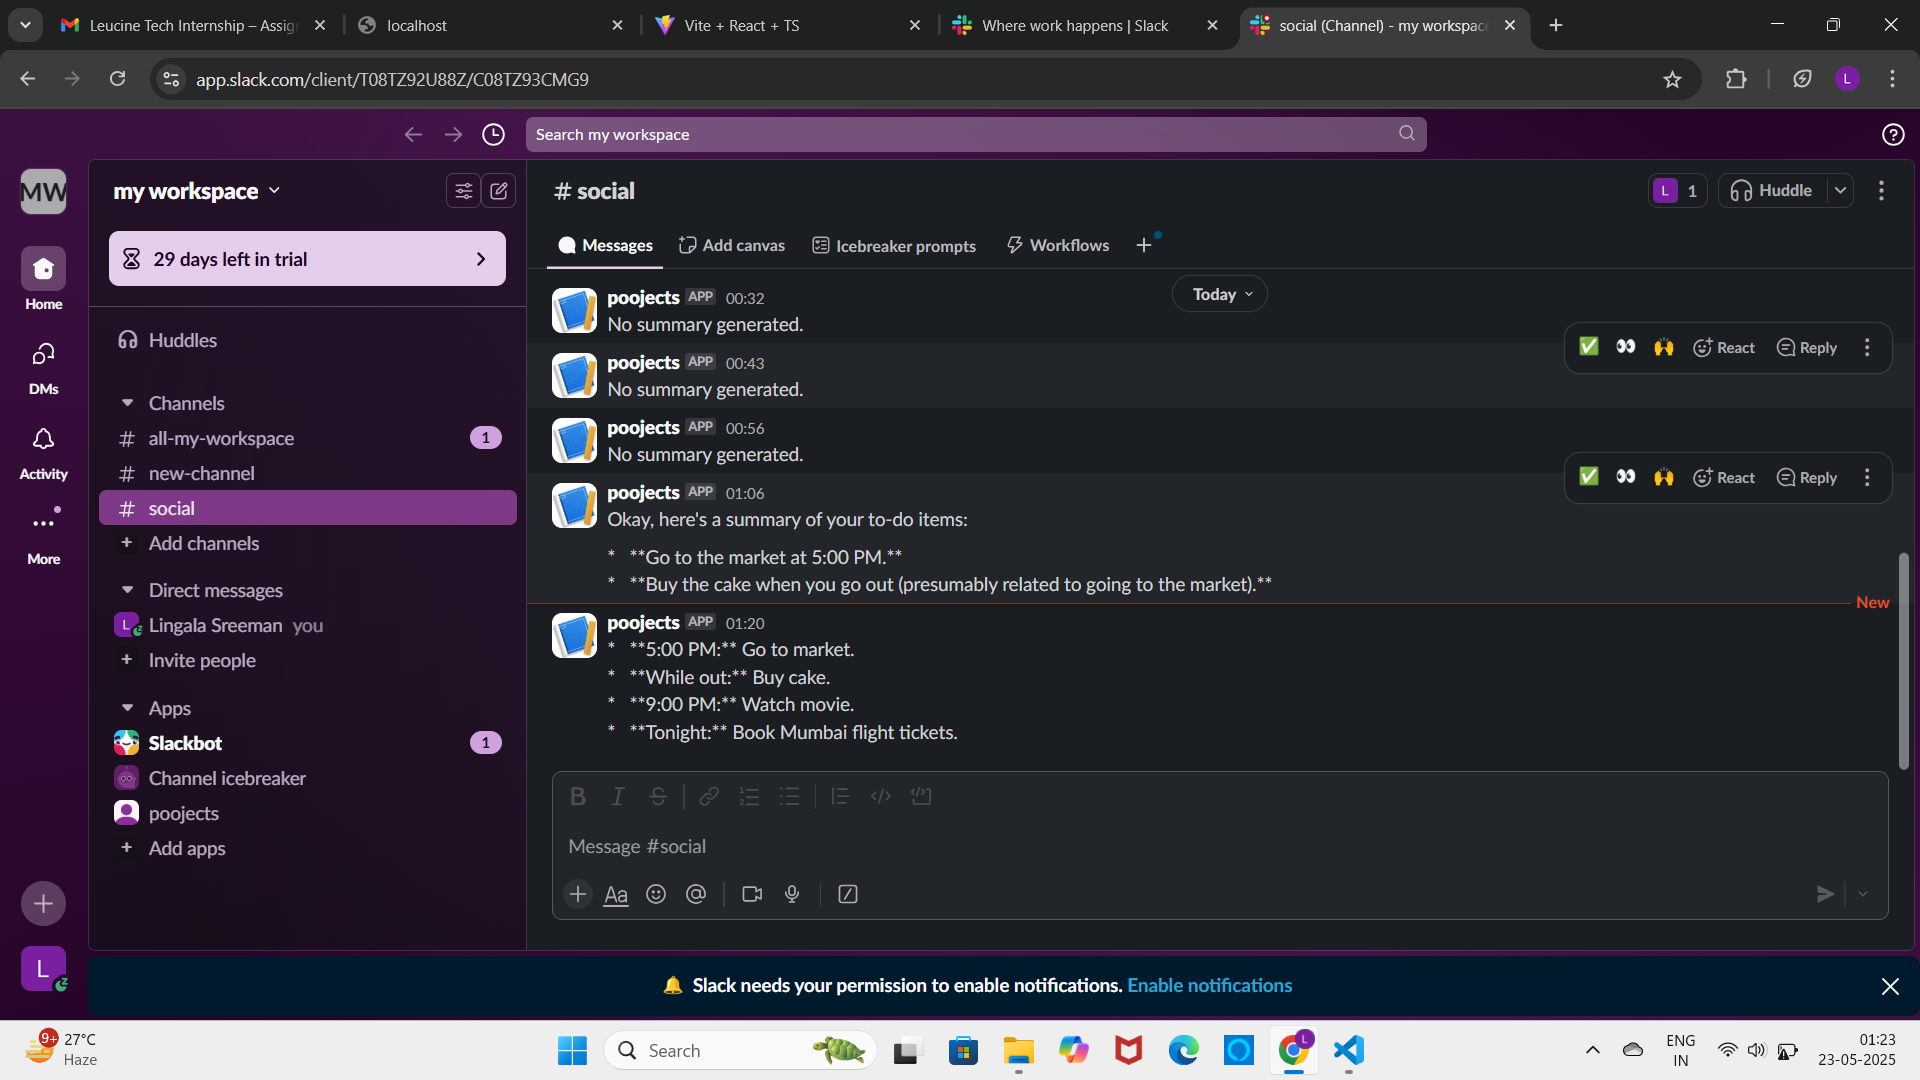 Leucine Tech Internship – Assig
localhost
Vite + React + TS
Where work happens | Slack
social (Channel) - my workspace
app.slack.com/client/T08TZ92U88Z/C08TZ93CMG9
L
Search my workspace
MW
my workspace
29 days left in trial
Home
DMs
Activity
More
Huddles
Channels
# all-my-workspace 1
# new-channel
# social
+ Add channels
Direct messages
L Lingala Sreeman you
+ Invite people
Apps
Slackbot 1
Channel icebreaker
poojects
+ Add apps
L
# social
L 1
Huddle
Messages
Add canvas
Icebreaker prompts
Workflows
Today
poojects APP 00:32
No summary generated.
React Reply
poojects APP 00:43
No summary generated.
poojects APP 00:56
No summary generated.
React Reply
poojects APP 01:06
Okay, here's a summary of your to-do items:
* **Go to the market at 5:00 PM.**
* **Buy the cake when you go out (presumably related to going to the market).**
New
poojects APP 01:20
* **5:00 PM:** Go to market.
* **While out:** Buy cake.
* **9:00 PM:** Watch movie.
* **Tonight:** Book Mumbai flight tickets.
Message #social
Aa
Slack needs your permission to enable notifications. Enable notifications
9+
27°C
Haze
Search
L
ENG
IN
01:23
23-05-2025